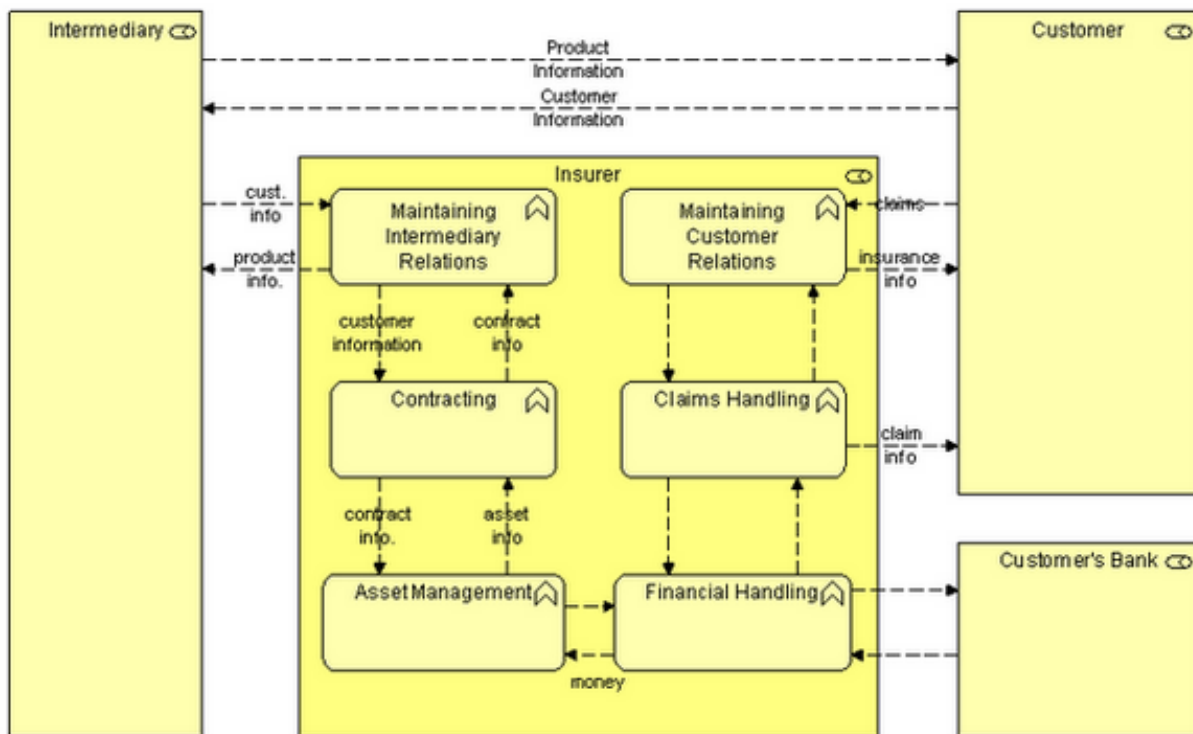 Intermediary
Customer
Product
Information
Customer
Information
Insurer
cust.
info
Maintaining
Intermediary
Relations
Maintaining
Customer
Relations
claims
product
info.
insurance
info
customer
information
contract
info
Contracting
Claims Handling
claim
info
contract
info.
asset
info
Asset Management
Financial Handling
Customer's Bank
money